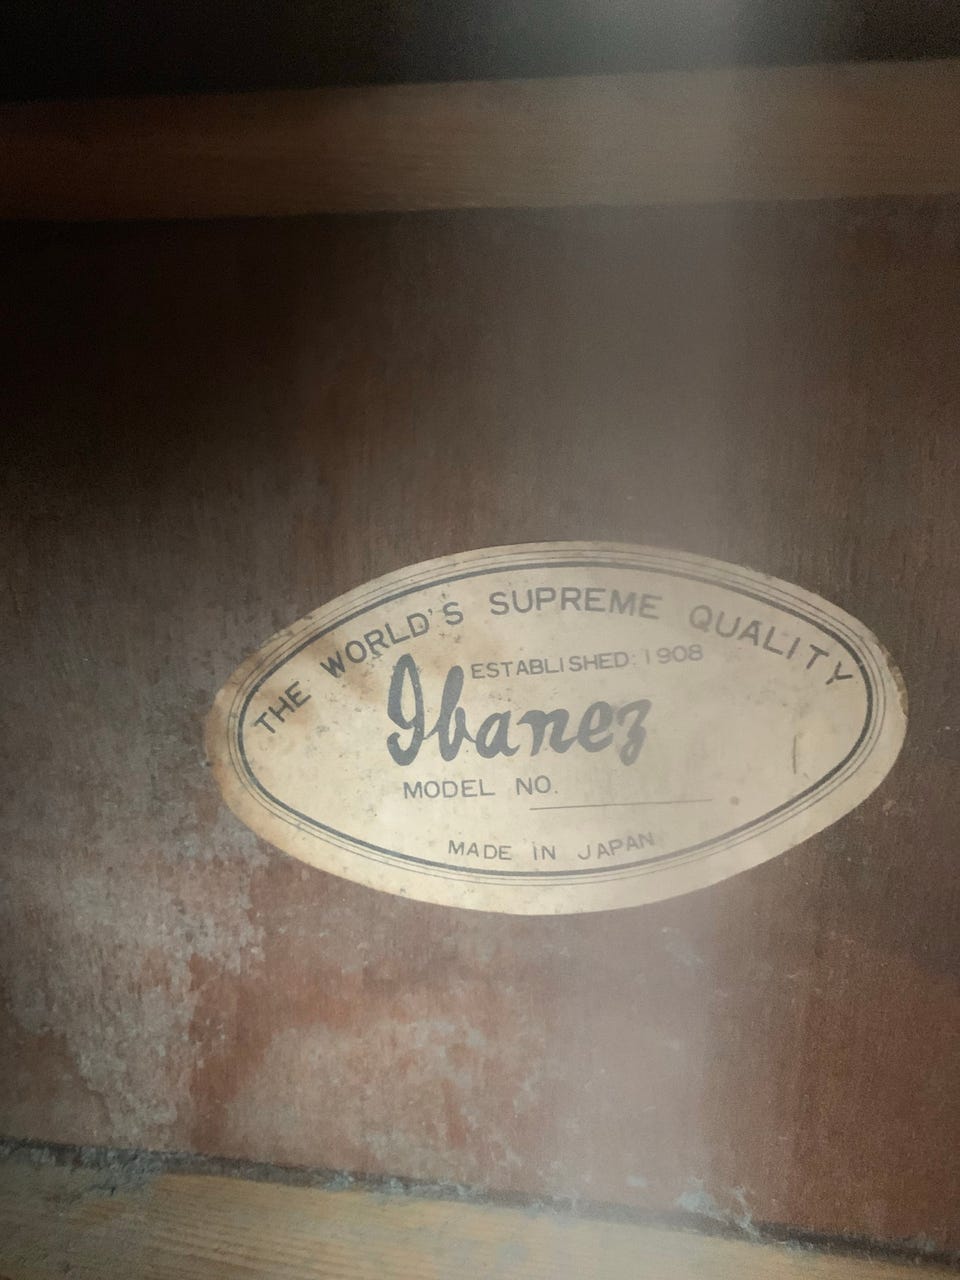 THE WORLD'S SUPREME QUALITY
ESTABLISHED: 1908
Ibanez
MODEL NO.
MADE IN JAPAN